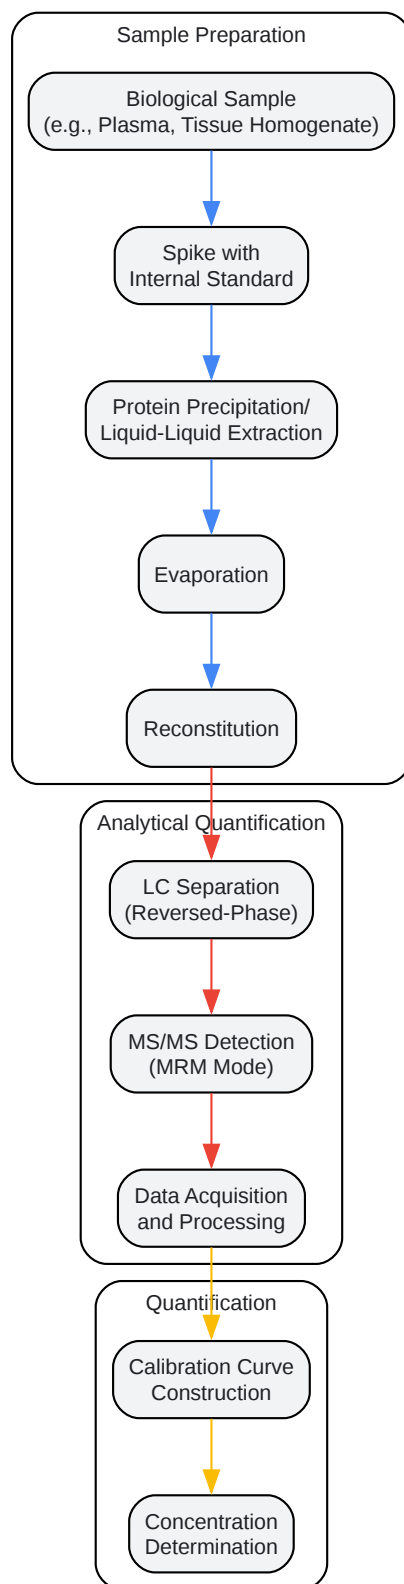 Sample Preparation
Biological Sample
(e.g., Plasma, Tissue Homogenate)
Spike with
Internal Standard
Protein Precipitation/
Liquid-Liquid Extraction
Evaporation
Reconstitution
Analytical Quantification
LC Separation
(Reversed-Phase)
MS/MS Detection
(MRM Mode)
Data Acquisition
and Processing
Quantification
Calibration Curve
Construction
Concentration
Determination